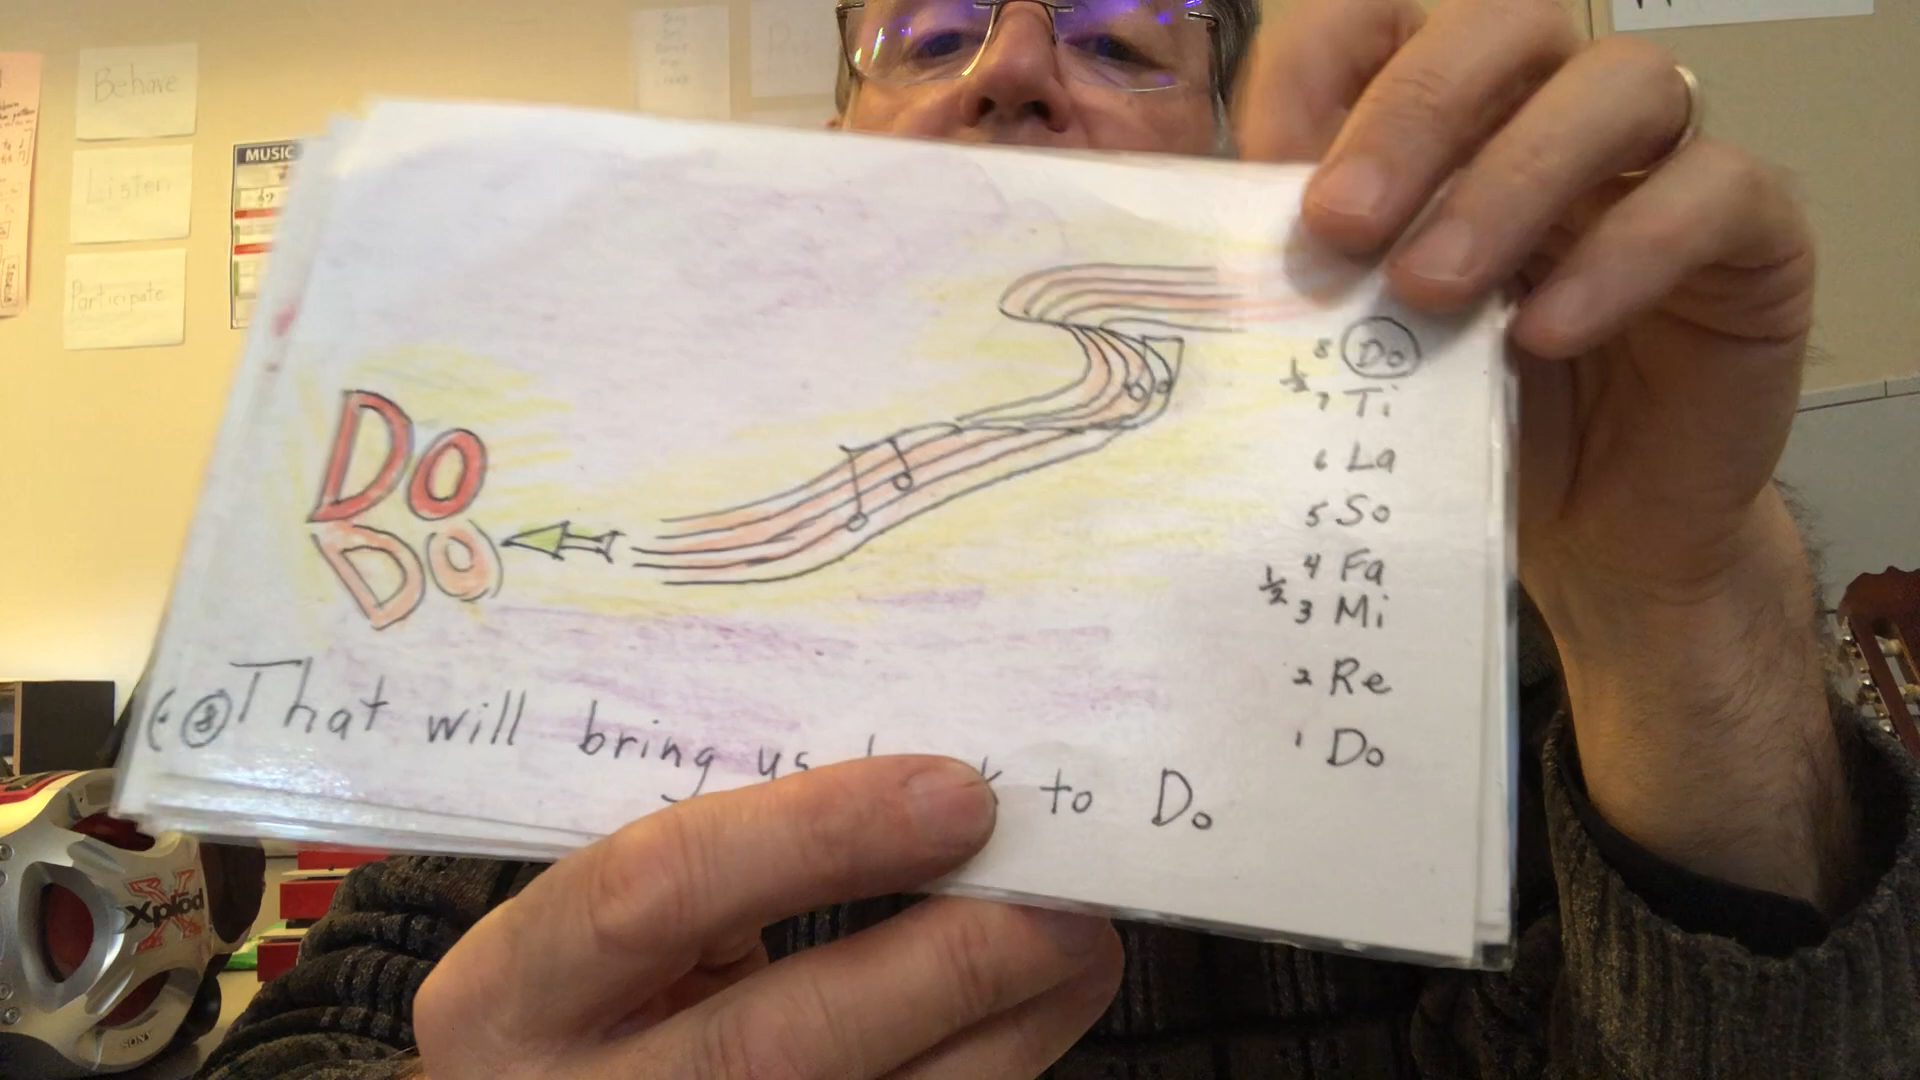 Behave
Listen
Participate
MUSIC
Do
Do
8 Do
½
7 Ti
6 La
5 So
4 Fa
½
3 Mi
2 Re
1 Do
8 That will bring us to Do
Xplod
SONY